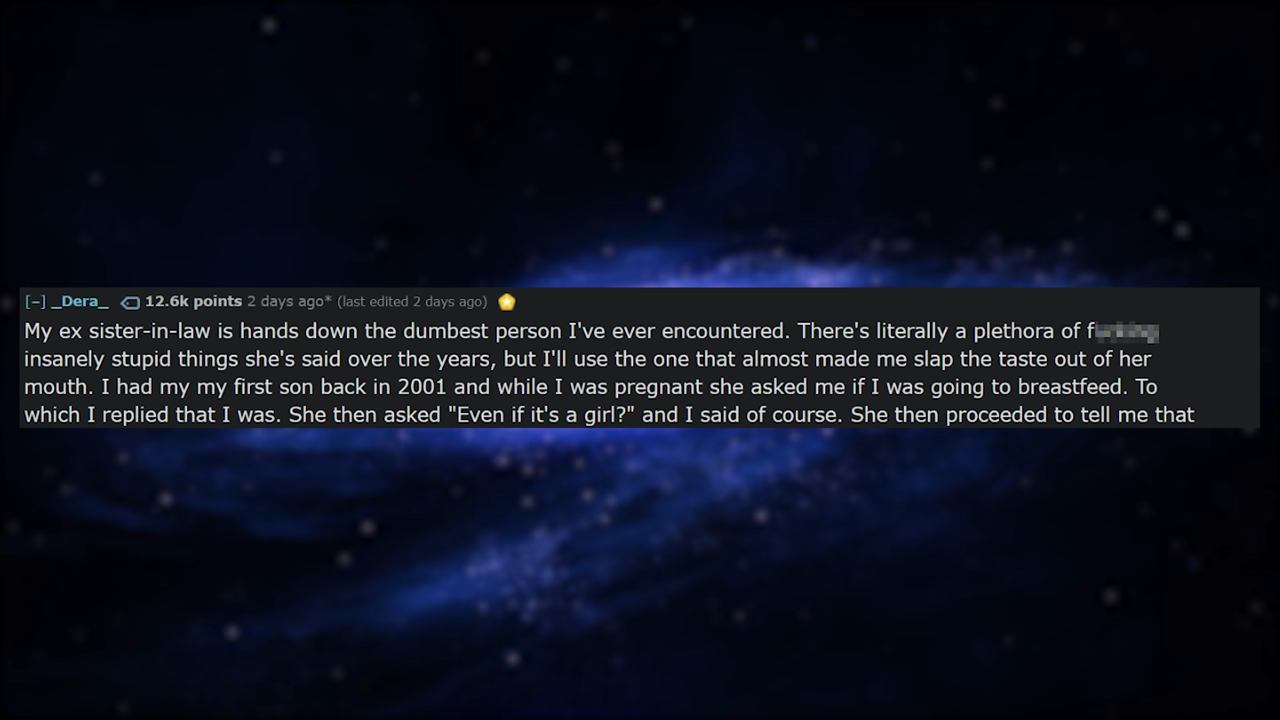 [–] _Dera_ 12.6k points 2 days ago* (last edited 2 days ago)
My ex sister-in-law is hands down the dumbest person I've ever encountered. There's literally a plethora of
insanely stupid things she's said over the years, but I'll use the one that almost made me slap the taste out of her
mouth. I had my my first son back in 2001 and while I was pregnant she asked me if I was going to breastfeed. To
which I replied that I was. She then asked "Even if it's a girl?" and I said of course. She then proceeded to tell me that